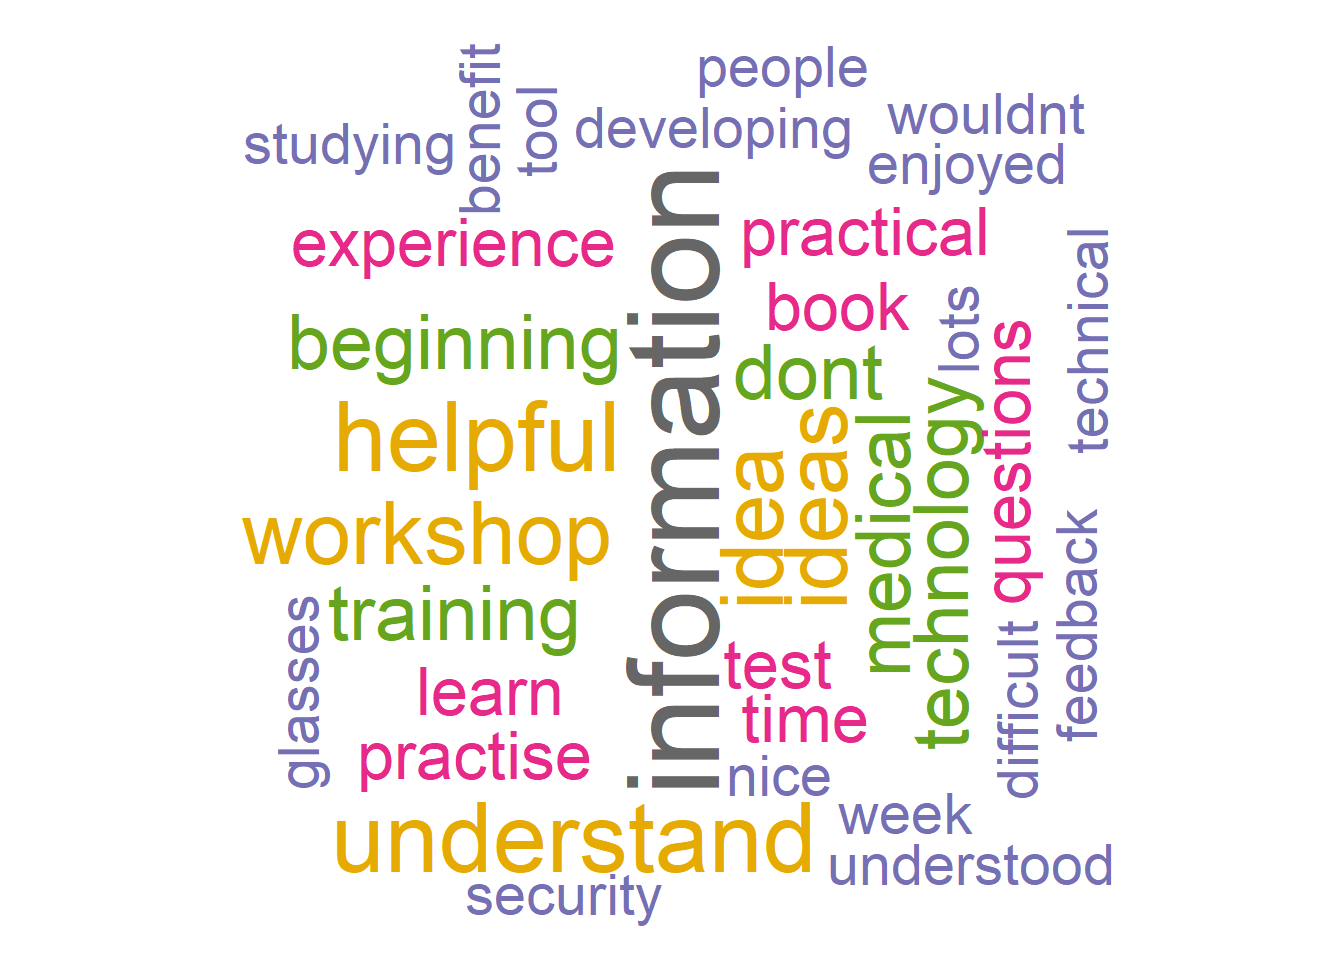 people
benefit
tool
wouldnt
developing
studying
enjoyed
information
experience
practical
technical
book
lots
beginning
questions
dont
helpful
idea
ideas
medical
technology
workshop
feedback
training
glasses
test
difficult
learn
time
practise
nice
understand
week
understood
security